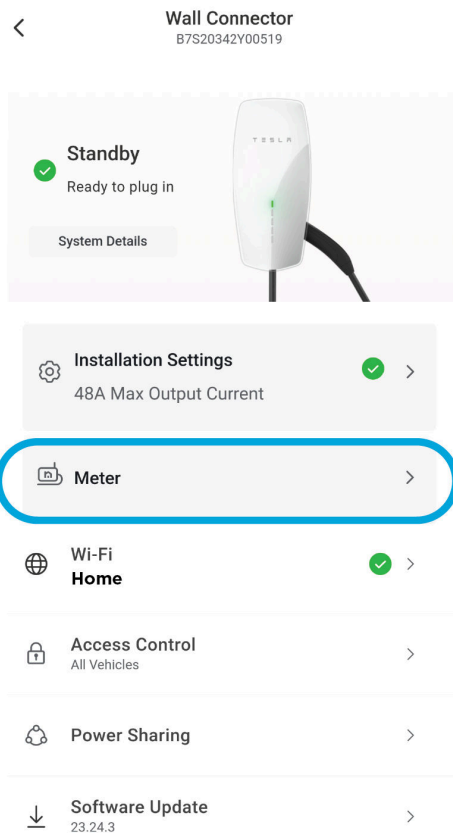 Wall Connector
B7S20342Y00519
TESLA
Standby
Ready to plug in
System Details
Installation Settings
48A Max Output Current
Meter
Wi-Fi
Home
Access Control
All Vehicles
Power Sharing
Software Update
23.24.3